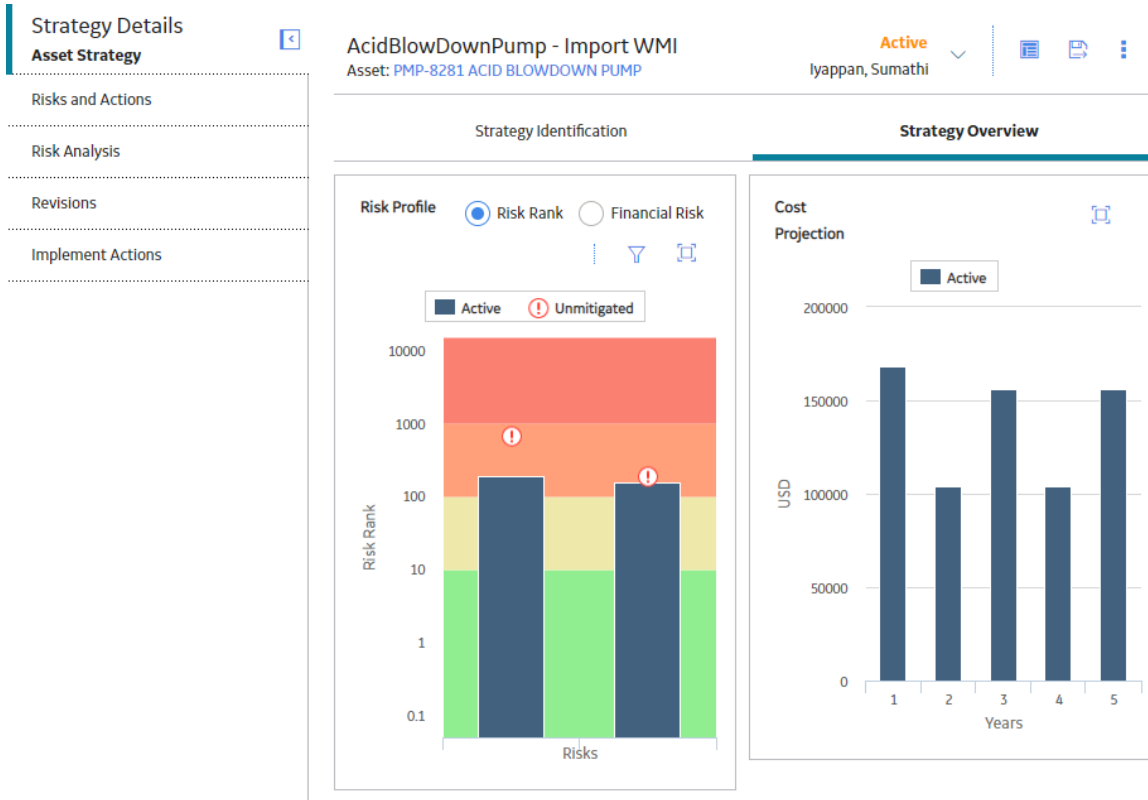 Strategy Details
Asset Strategy
Risks and Actions
Risk Analysis
Revisions
Implement Actions
AcidBlowDownPump - Import WMI
Asset: PMP-8281 ACID BLOWDOWN PUMP
Active
Iyappan, Sumathi
Strategy Identification
Strategy Overview
Risk Profile
Risk Rank
Financial Risk
Active
Unmitigated
10000
1000
100
10
1
0.1
Risk Rank
Risks
Cost
Projection
Active
200000
150000
100000
50000
0
USD
1 2 3 4 5
Years